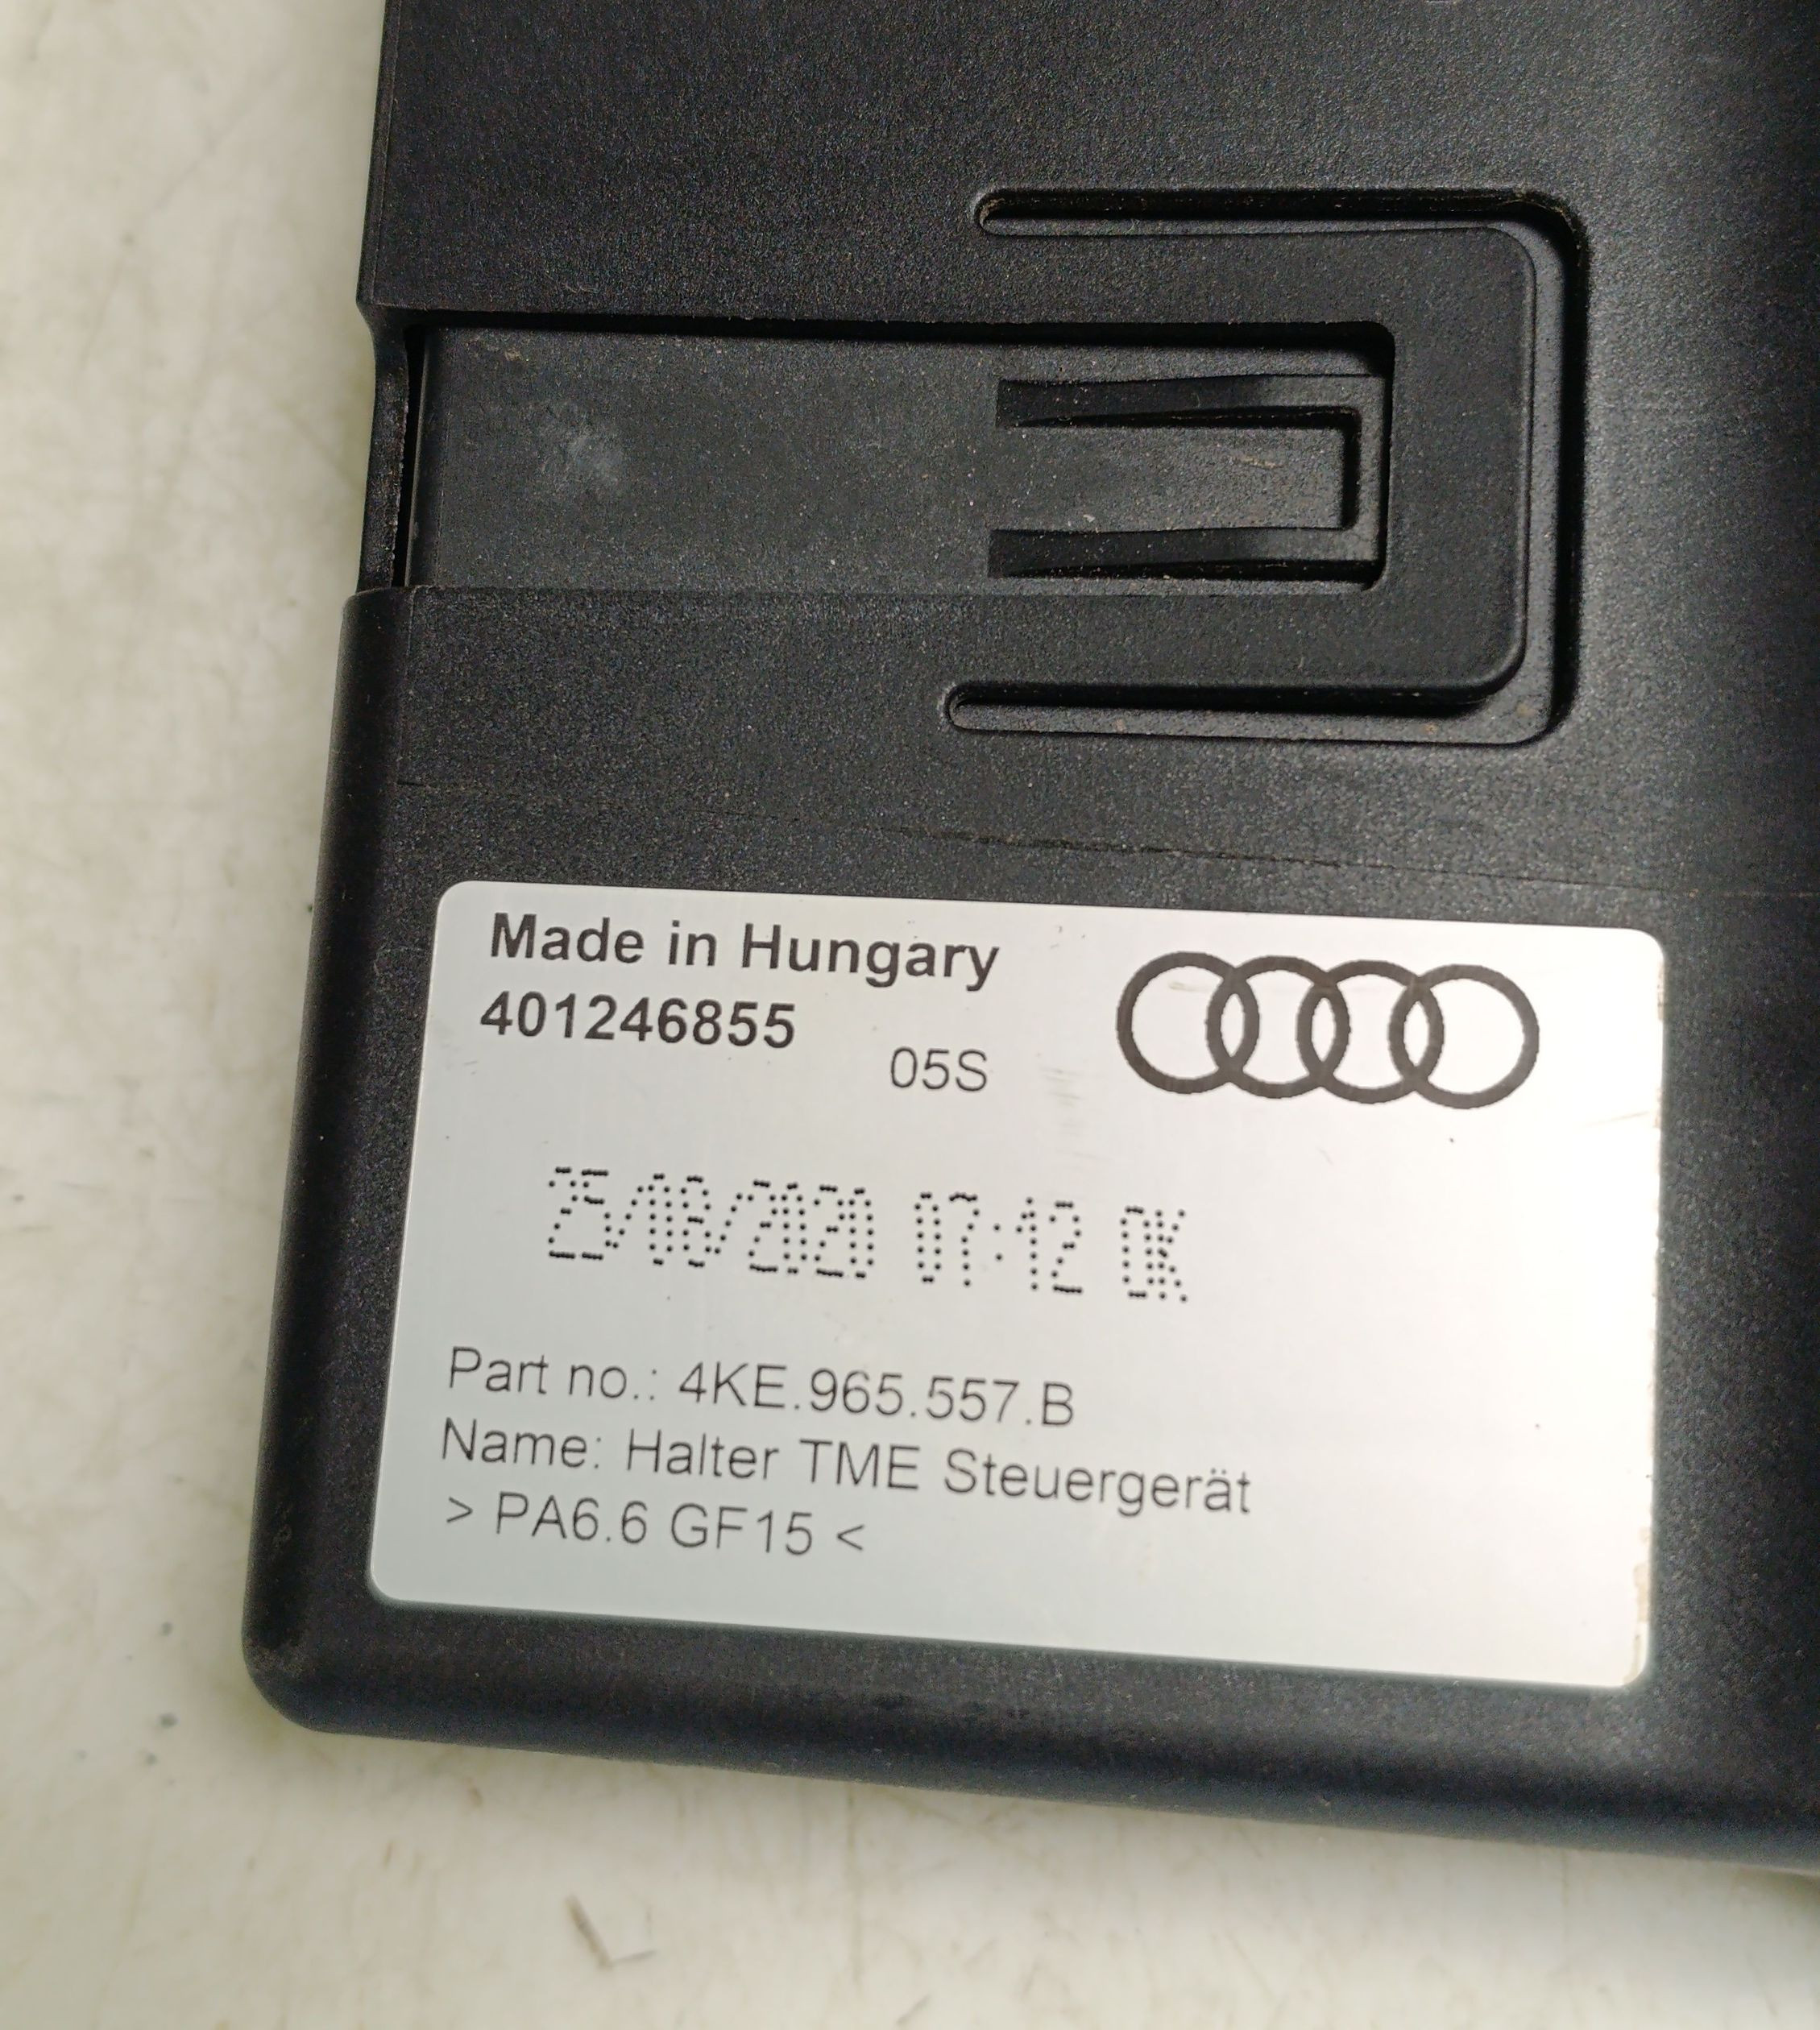 Made in Hungary
401246855
05S
25/08/2020 07:12 OK
Part no.: 4KE.965.557.B
Name: Halter TME Steuergerät
> PA6.6 GF15 <